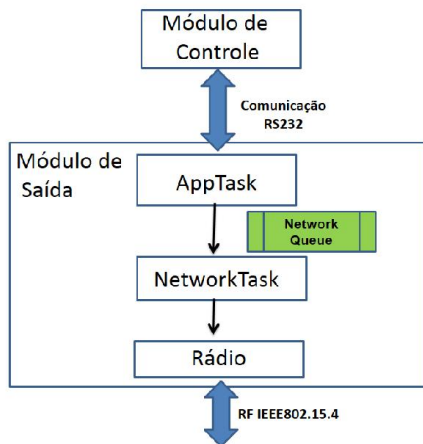 Módulo de
Controle
Comunicação
RS232
Módulo de
Saída
AppTask
Network
Queue
NetworkTask
Rádio
RF IEEE802.15.4